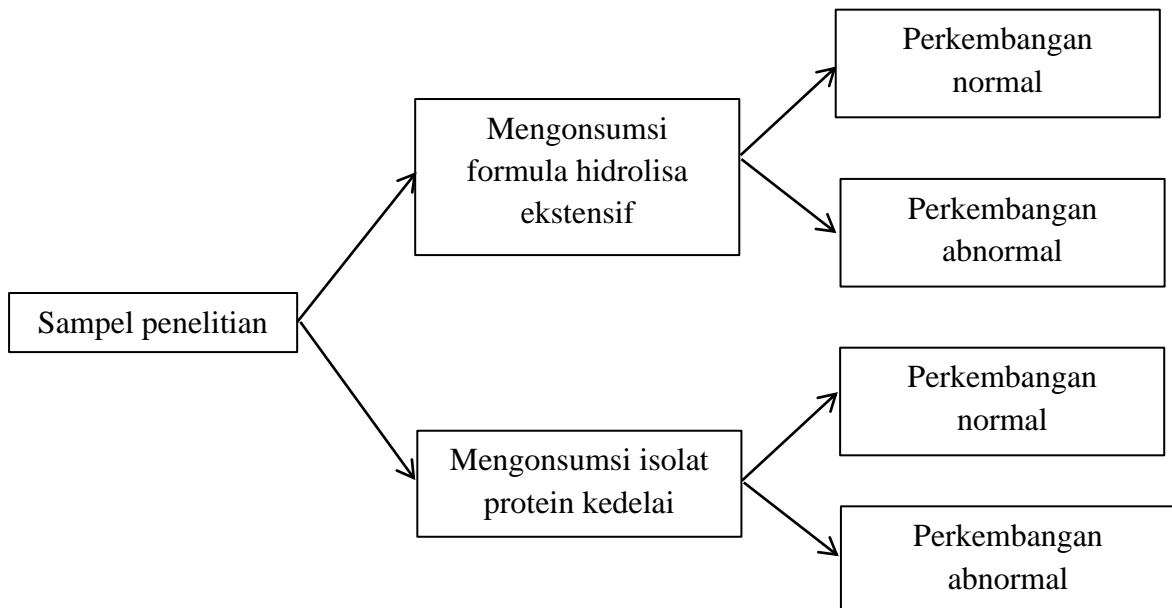 Perkembangan
normal
Mengonsumsi
formula hidrolisa
ekstensif
Perkembangan
abnormal
Sampel penelitian
Perkembangan
normal
Mengonsumsi isolat
protein kedelai
Perkembangan
abnormal